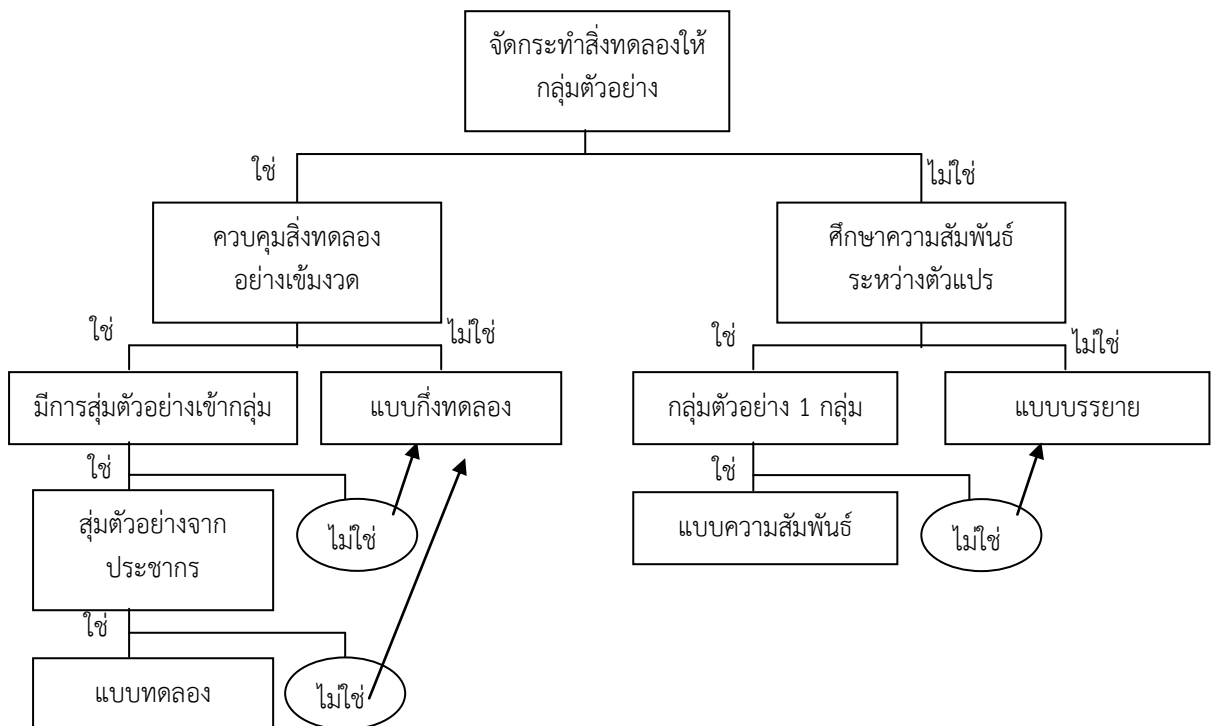 จัดกระทำสิ่งทดลองให้
กลุ่มตัวอย่าง
ใช่
ไม่ใช่
ควบคุมสิ่งทดลอง
อย่างเข้มงวด
ศึกษาความสัมพันธ์
ระหว่างตัวแปร
ใช่
ไม่ใช่
ใช่
ไม่ใช่
มีการสุ่มตัวอย่างเข้ากลุ่ม
แบบกึ่งทดลอง
กลุ่มตัวอย่าง 1 กลุ่ม
แบบบรรยาย
ใช่
ใช่
สุ่มตัวอย่างจาก
ประชากร
ไม่ใช่
แบบความสัมพันธ์
ไม่ใช่
ใช่
แบบทดลอง
ไม่ใช่